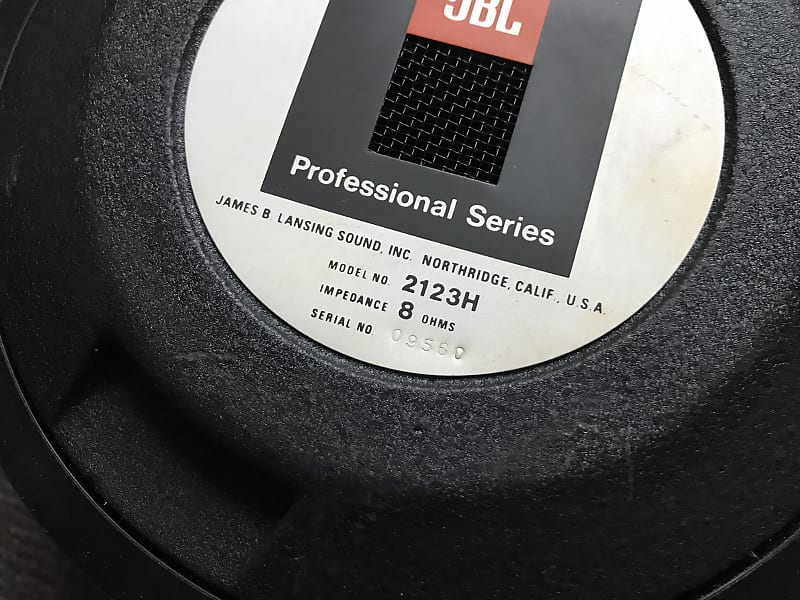 JBL
Professional Series
JAMES B LANSING SOUND, INC. NORTHRIDGE, CALIF., U.S.A.
MODEL NO. 2123H
IMPEDANCE 8 OHMS
SERIAL NO. 09560